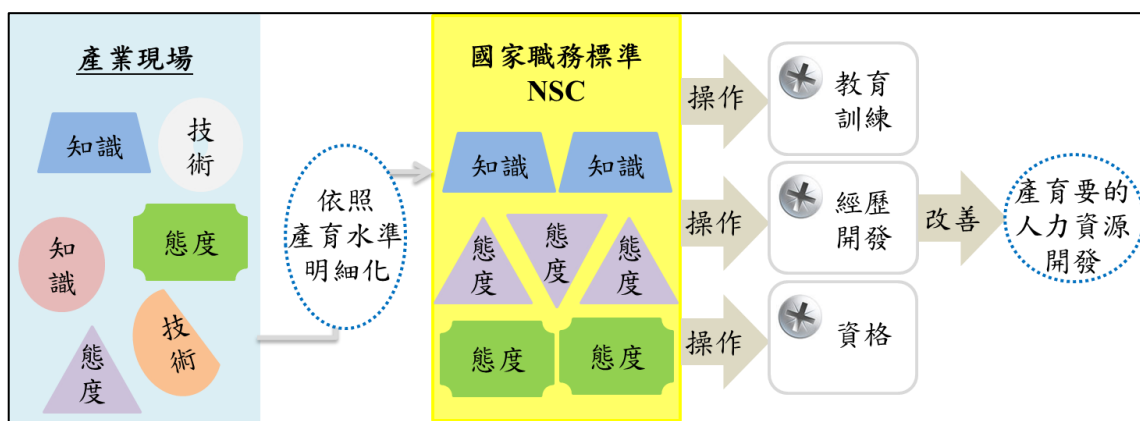 產業現場
知識
技
術
知
識
態度
態
度
技
術
依照
產育水準
明細化
國家職務標準
NSC
知識
知識
態
度
態
度
態
度
態度
態度
操作
教育
訓練
操作
經歷
開發
操作
資格
改善
產育要的
人力資源
開發